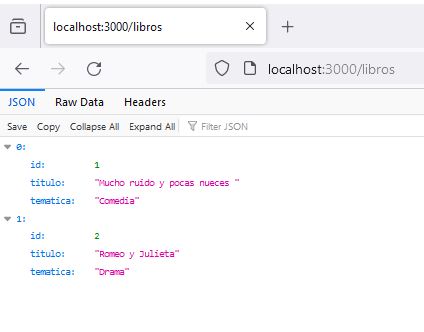 localhost:3000/libros
localhost:3000/libros
JSON Raw Data Headers
Save Copy Collapse All Expand All Filter JSON
0:
id: 1
titulo: "Mucho ruido y pocas nueces "
tematica: "Comedia"
1:
id: 2
titulo: "Romeo y Julieta"
tematica: "Drama"